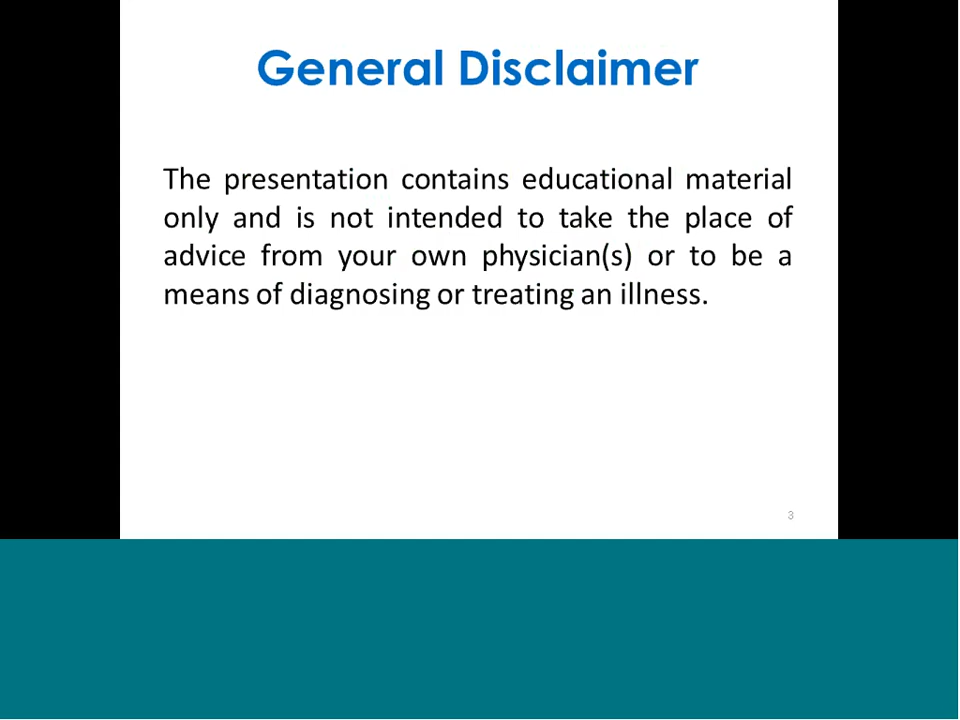 General Disclaimer
The presentation contains educational material
only and is not intended to take the place of
advice from your own physician(s) or to be a
means of diagnosing or treating an illness.
3